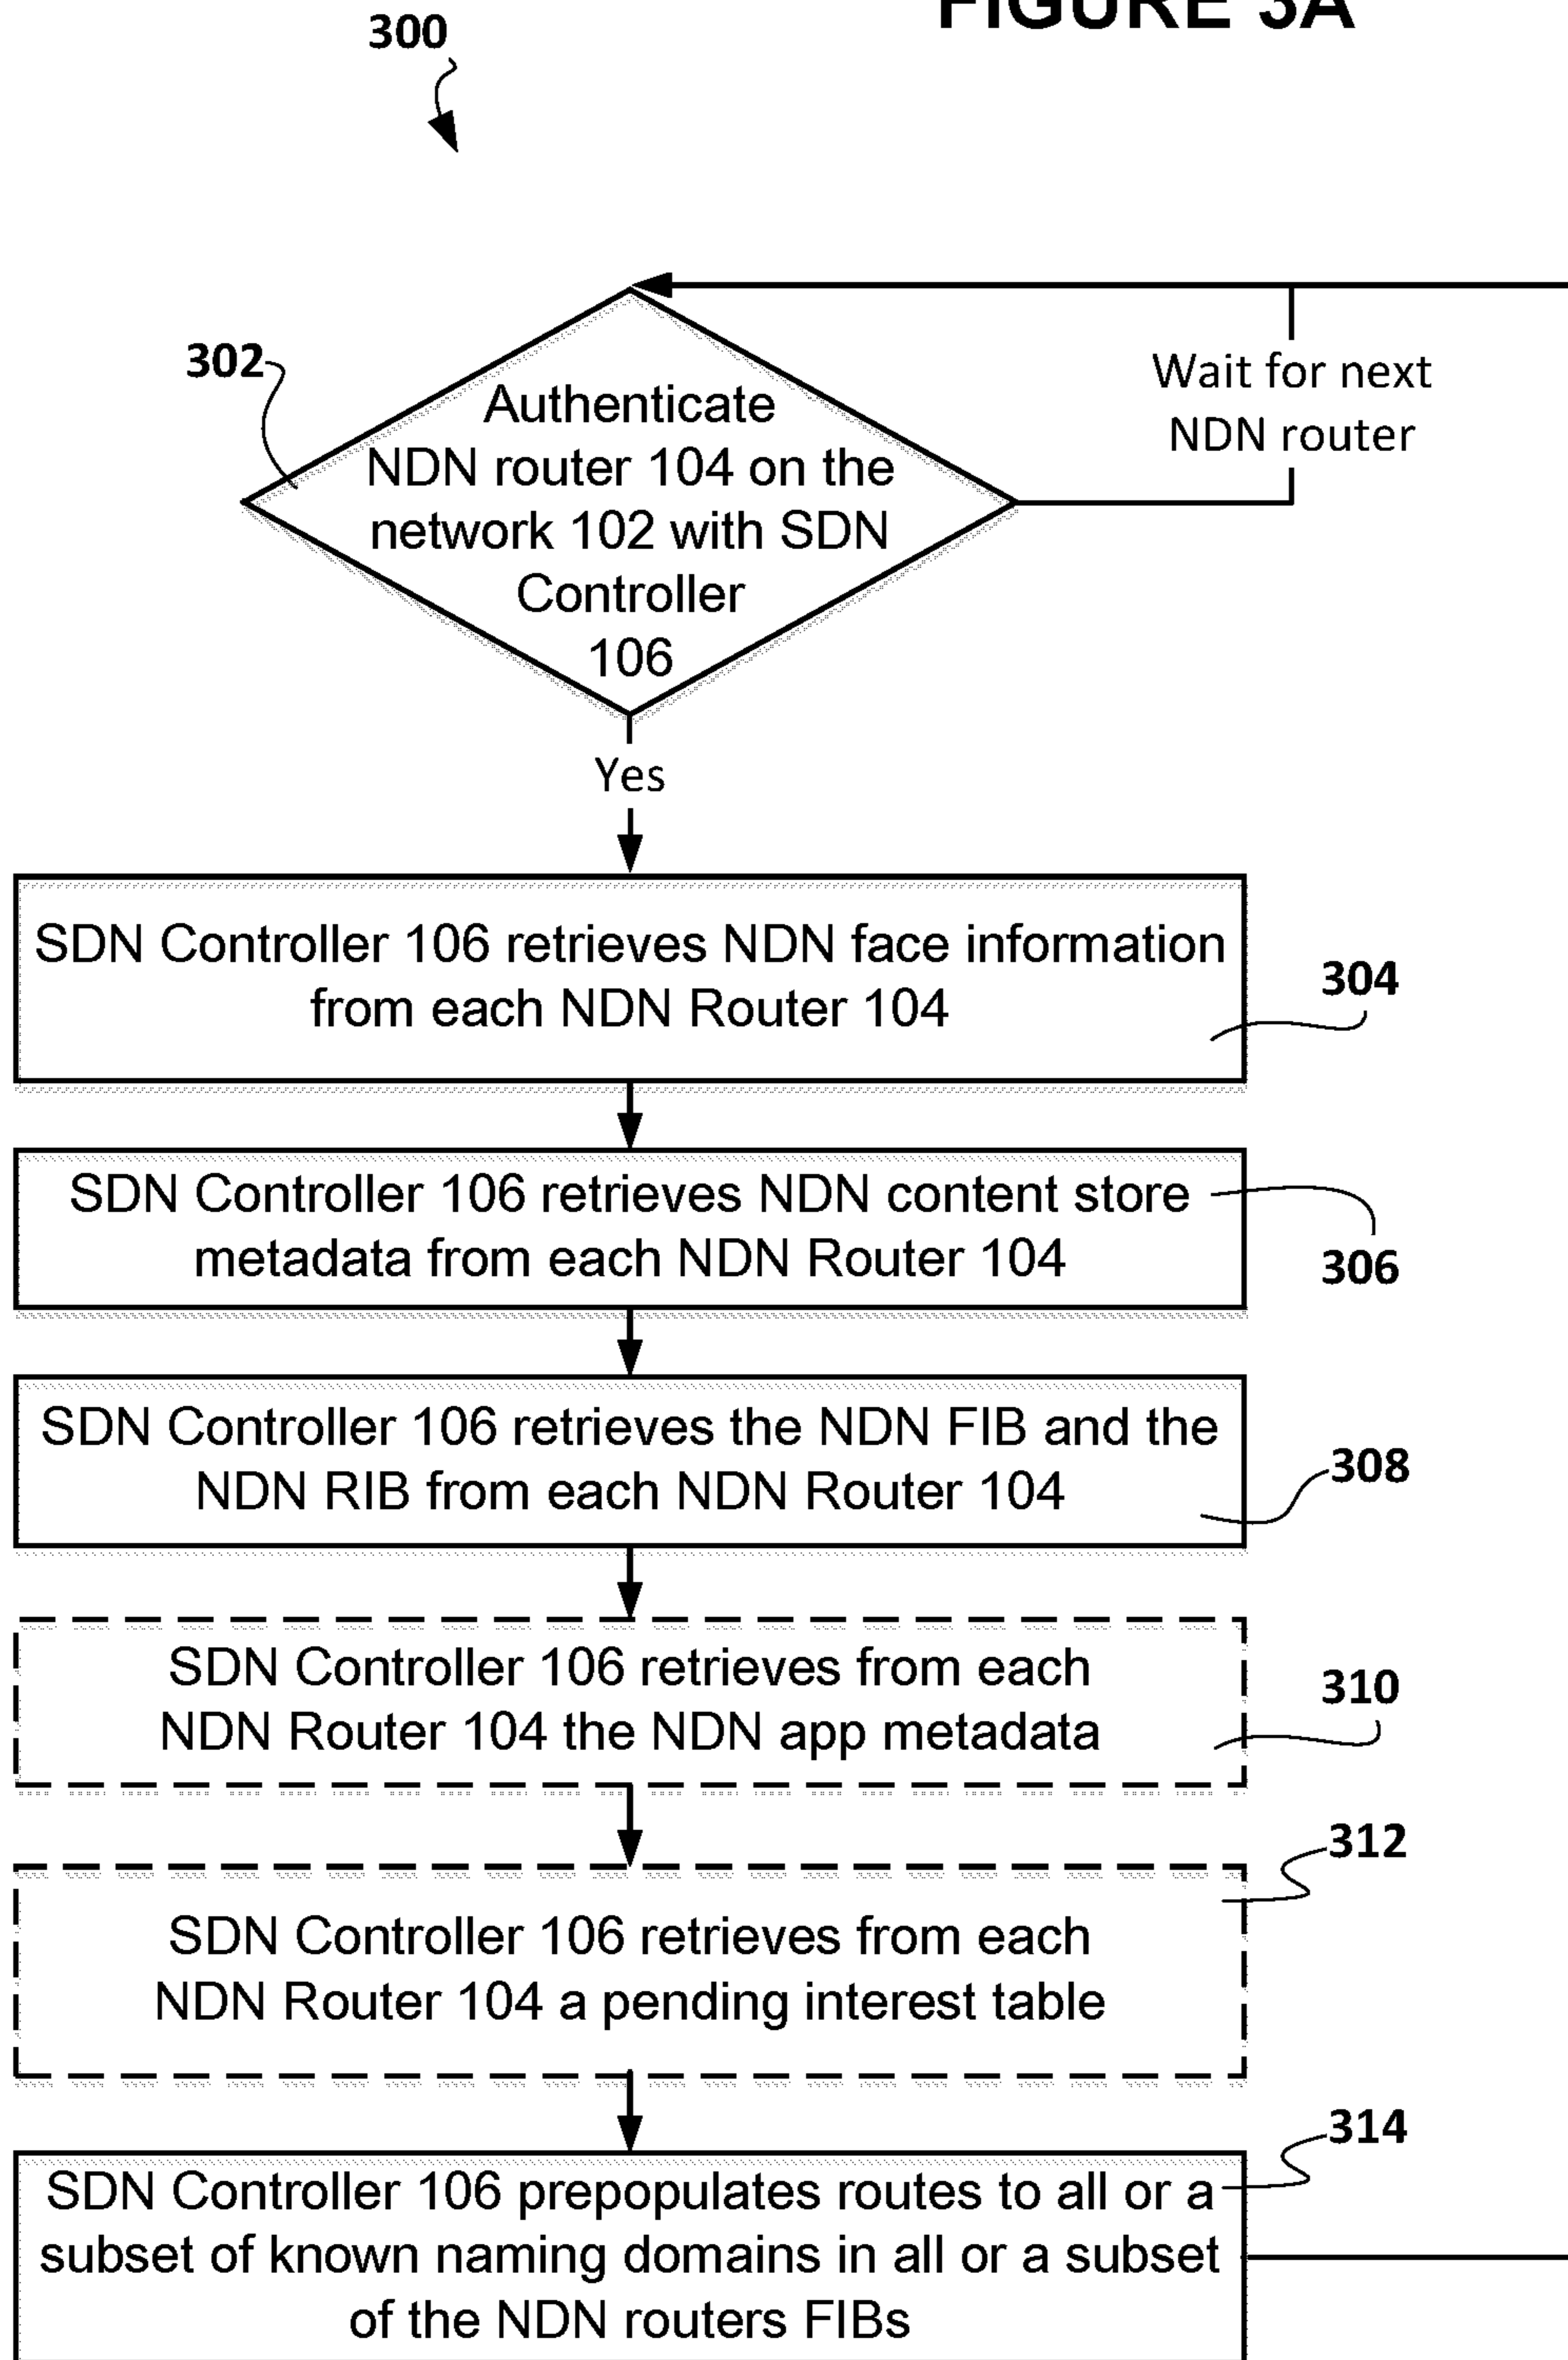 FIGURE 3A
300
302
Authenticate
NDN router 104 on the
network 102 with SDN
Controller
106
Wait for next
NDN router
Yes
SDN Controller 106 retrieves NDN face information
from each NDN Router 104
304
SDN Controller 106 retrieves NDN content store
metadata from each NDN Router 104
306
SDN Controller 106 retrieves the NDN FIB and the
NDN RIB from each NDN Router 104
308
SDN Controller 106 retrieves from each
NDN Router 104 the NDN app metadata
310
312
SDN Controller 106 retrieves from each
NDN Router 104 a pending interest table
314
SDN Controller 106 prepopulates routes to all or a
subset of known naming domains in all or a subset
of the NDN routers FIBs